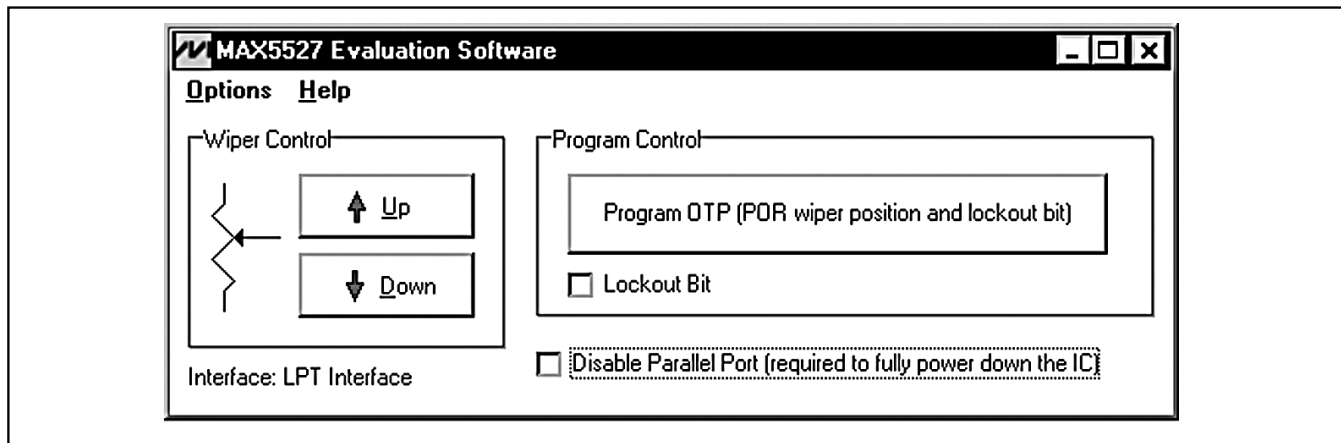 MAX5527 Evaluation Software
Options Help
Wiper Control
Up
Down
Interface: LPT Interface
Program Control
Program OTP (POR wiper position and lockout bit)
Lockout Bit
Disable Parallel Port (required to fully power down the IC)